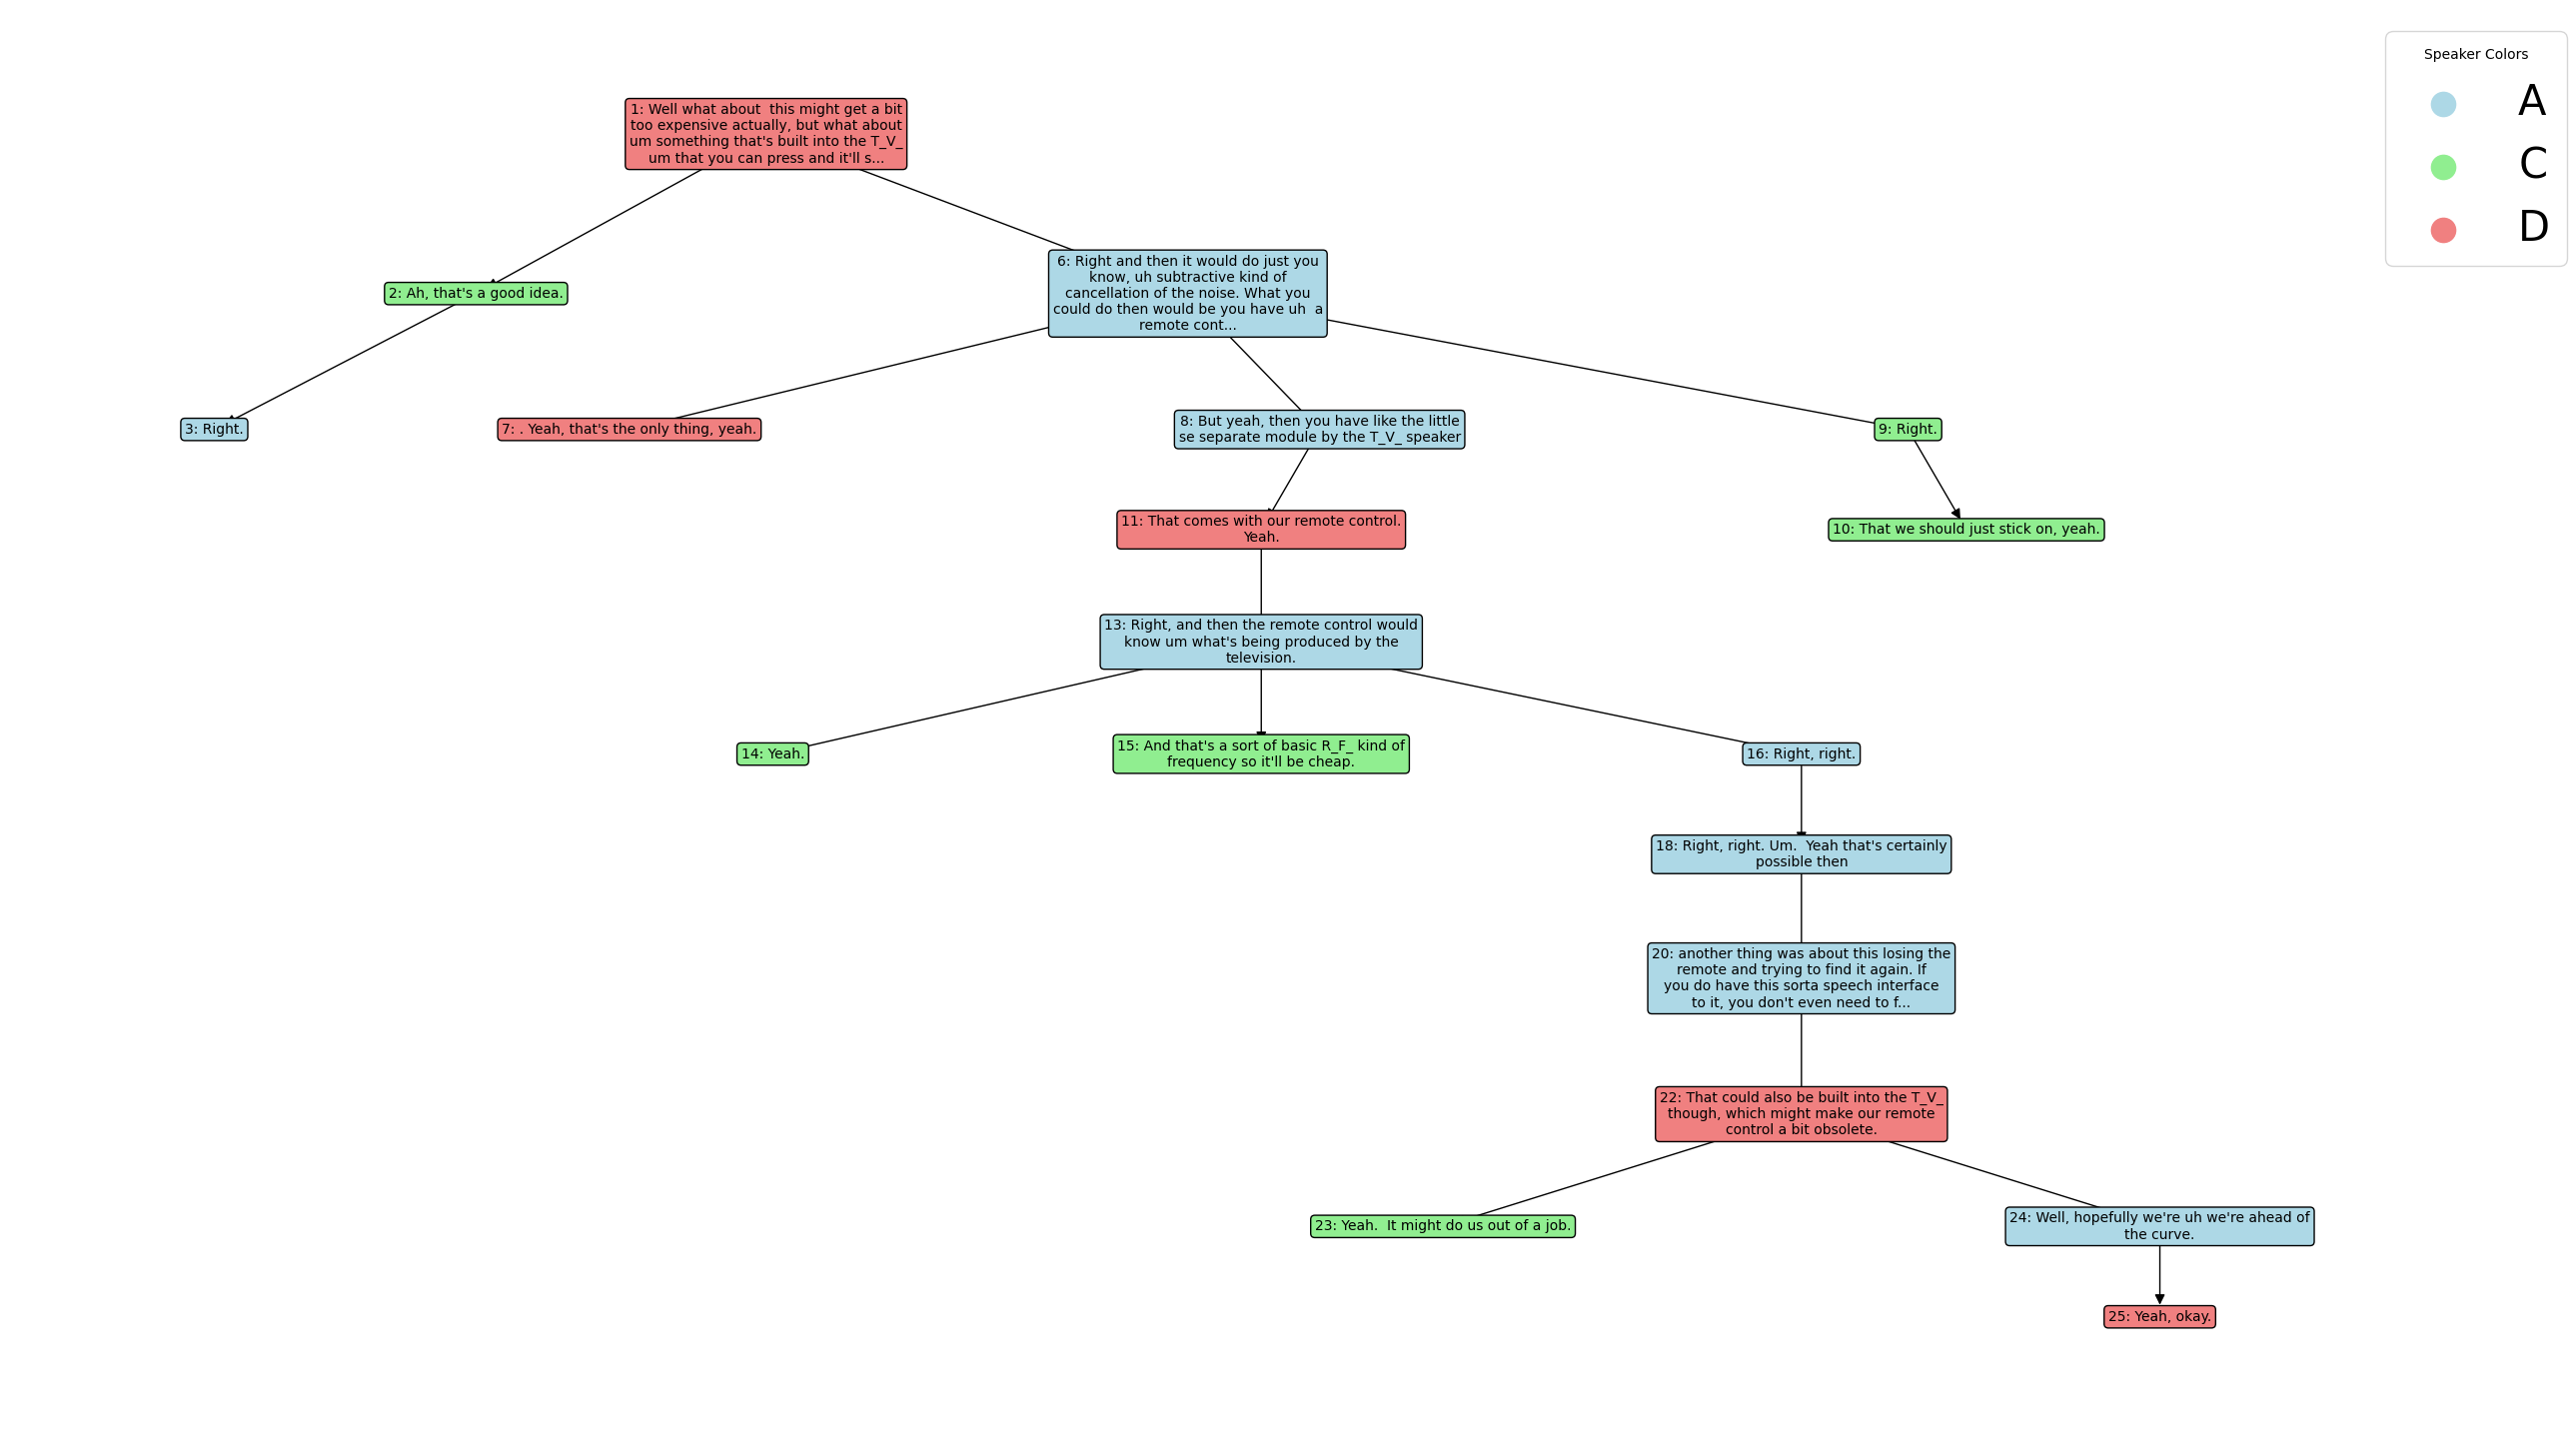 Speaker Colors
A
C
D
1: Well what about  this might get a bit
too expensive actually, but what about
um something that's built into the T_V_
um that you can press and it'll s...
2: Ah, that's a good idea.
6: Right and then it would do just you
know, uh subtractive kind of
cancellation of the noise. What you
could do then would be you have uh  a
remote cont...
3: Right.
7: . Yeah, that's the only thing, yeah.
8: But yeah, then you have like the little
se separate module by the T_V_ speaker
9: Right.
11: That comes with our remote control.
Yeah.
10: That we should just stick on, yeah.
13: Right, and then the remote control would
know um what's being produced by the
television.
14: Yeah.
15: And that's a sort of basic R_F_ kind of
frequency so it'll be cheap.
16: Right, right.
18: Right, right. Um.  Yeah that's certainly
possible then
20: another thing was about this losing the
remote and trying to find it again. If
you do have this sorta speech interface
to it, you don't even need to f...
22: That could also be built into the T_V_
though, which might make our remote
control a bit obsolete.
23: Yeah.  It might do us out of a job.
24: Well, hopefully we're uh we're ahead of
the curve.
25: Yeah, okay.